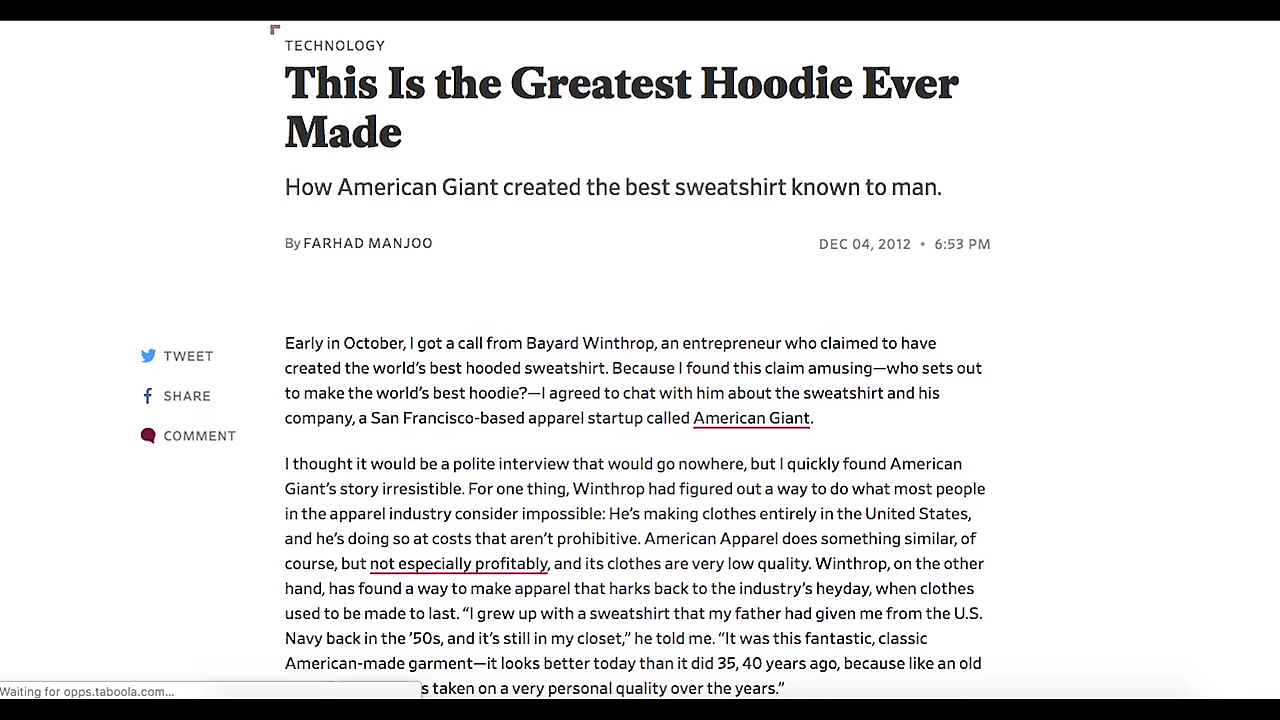 TECHNOLOGY
This Is the Greatest Hoodie Ever
Made
How American Giant created the best sweatshirt known to man.
By FARHAD MANJOO
DEC 04, 2012 • 6:53 PM
TWEET
SHARE
COMMENT
Early in October, I got a call from Bayard Winthrop, an entrepreneur who claimed to have
created the world's best hooded sweatshirt. Because I found this claim amusing—who sets out
to make the world's best hoodie?—I agreed to chat with him about the sweatshirt and his
company, a San Francisco-based apparel startup called American Giant.
I thought it would be a polite interview that would go nowhere, but I quickly found American
Giant's story irresistible. For one thing, Winthrop had figured out a way to do what most people
in the apparel industry consider impossible: He's making clothes entirely in the United States,
and he's doing so at costs that aren't prohibitive. American Apparel does something similar, of
course, but not especially profitably, and its clothes are very low quality. Winthrop, on the other
hand, has found a way to make apparel that harks back to the industry's heyday, when clothes
used to be made to last. “I grew up with a sweatshirt that my father had given me from the U.S.
Navy back in the ’50s, and it's still in my closet,” he told me. “It was this fantastic, classic
American-made garment—it looks better today than it did 35, 40 years ago, because like an old
taken on a very personal quality over the years.”
Waiting for opps.taboola.com...